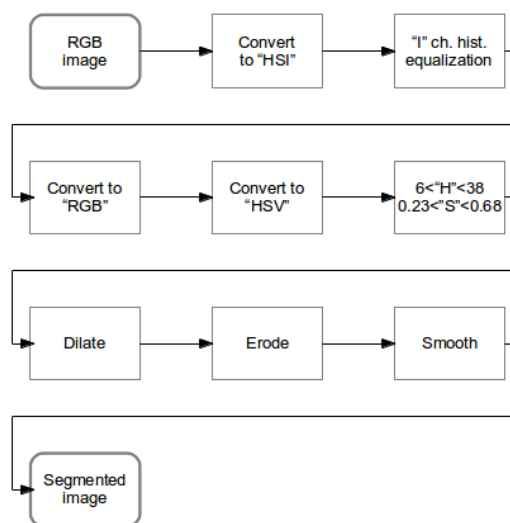 RGB
image
Convert
to “HSI”
“I” ch. hist.
equalization
Convert to
“RGB”
Convert to
“HSV”
6<“H”<38
0.23<”S”<0.68
Dilate
Erode
Smooth
Segmented
image